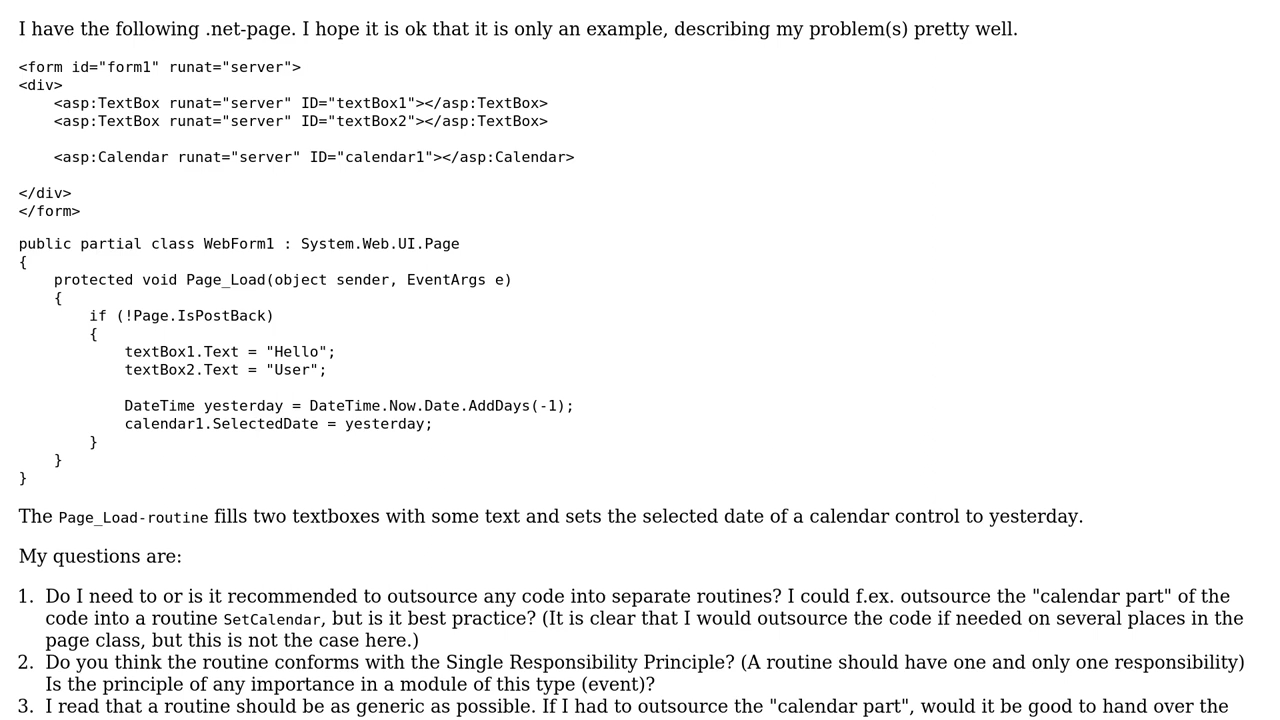 I have the following .net-page. I hope it is ok that it is only an example, describing my problem(s) pretty well.
<form id="form1" runat="server">
<div>
    <asp:TextBox runat="server" ID="textBox1"></asp:TextBox>
    <asp:TextBox runat="server" ID="textBox2"></asp:TextBox>
    <asp:Calendar runat="server" ID="calendar1"></asp:Calendar>
</div>
</form>
public partial class WebForm1 : System.Web.UI.Page
{
    protected void Page_Load(object sender, EventArgs e)
    {
        if (!Page.IsPostBack)
        {
            textBox1.Text = "Hello";
            textBox2.Text = "User";
            DateTime yesterday = DateTime.Now.Date.AddDays(-1);
            calendar1.SelectedDate = yesterday;
        }
    }
}
The Page_Load-routine fills two textboxes with some text and sets the selected date of a calendar control to yesterday.
My questions are:
1. Do I need to or is it recommended to outsource any code into separate routines? I could f.ex. outsource the "calendar part" of the
code into a routine SetCalendar, but is it best practice? (It is clear that I would outsource the code if needed on several places in the
page class, but this is not the case here.)
2. Do you think the routine conforms with the Single Responsibility Principle? (A routine should have one and only one responsibility)
Is the principle of any importance in a module of this type (event)?
3. I read that a routine should be as generic as possible. If I had to outsource the "calendar part", would it be good to hand over the